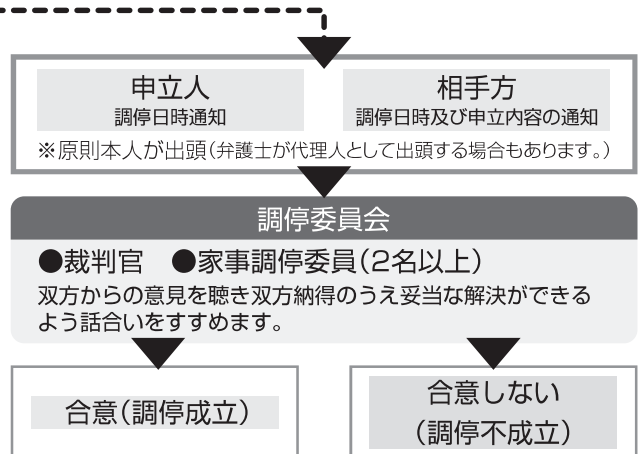 申立人
調停日時通知
相手方
調停日時及び申立内容の通知
※原則本人が出頭(弁護士が代理人として出頭する場合もあります。)
調停委員会
●裁判官 ●家事調停委員(2名以上)
双方からの意見を聴き双方納得のうえ妥当な解決ができる
よう話合いをすすめます。
合意(調停成立)
合意しない
(調停不成立)